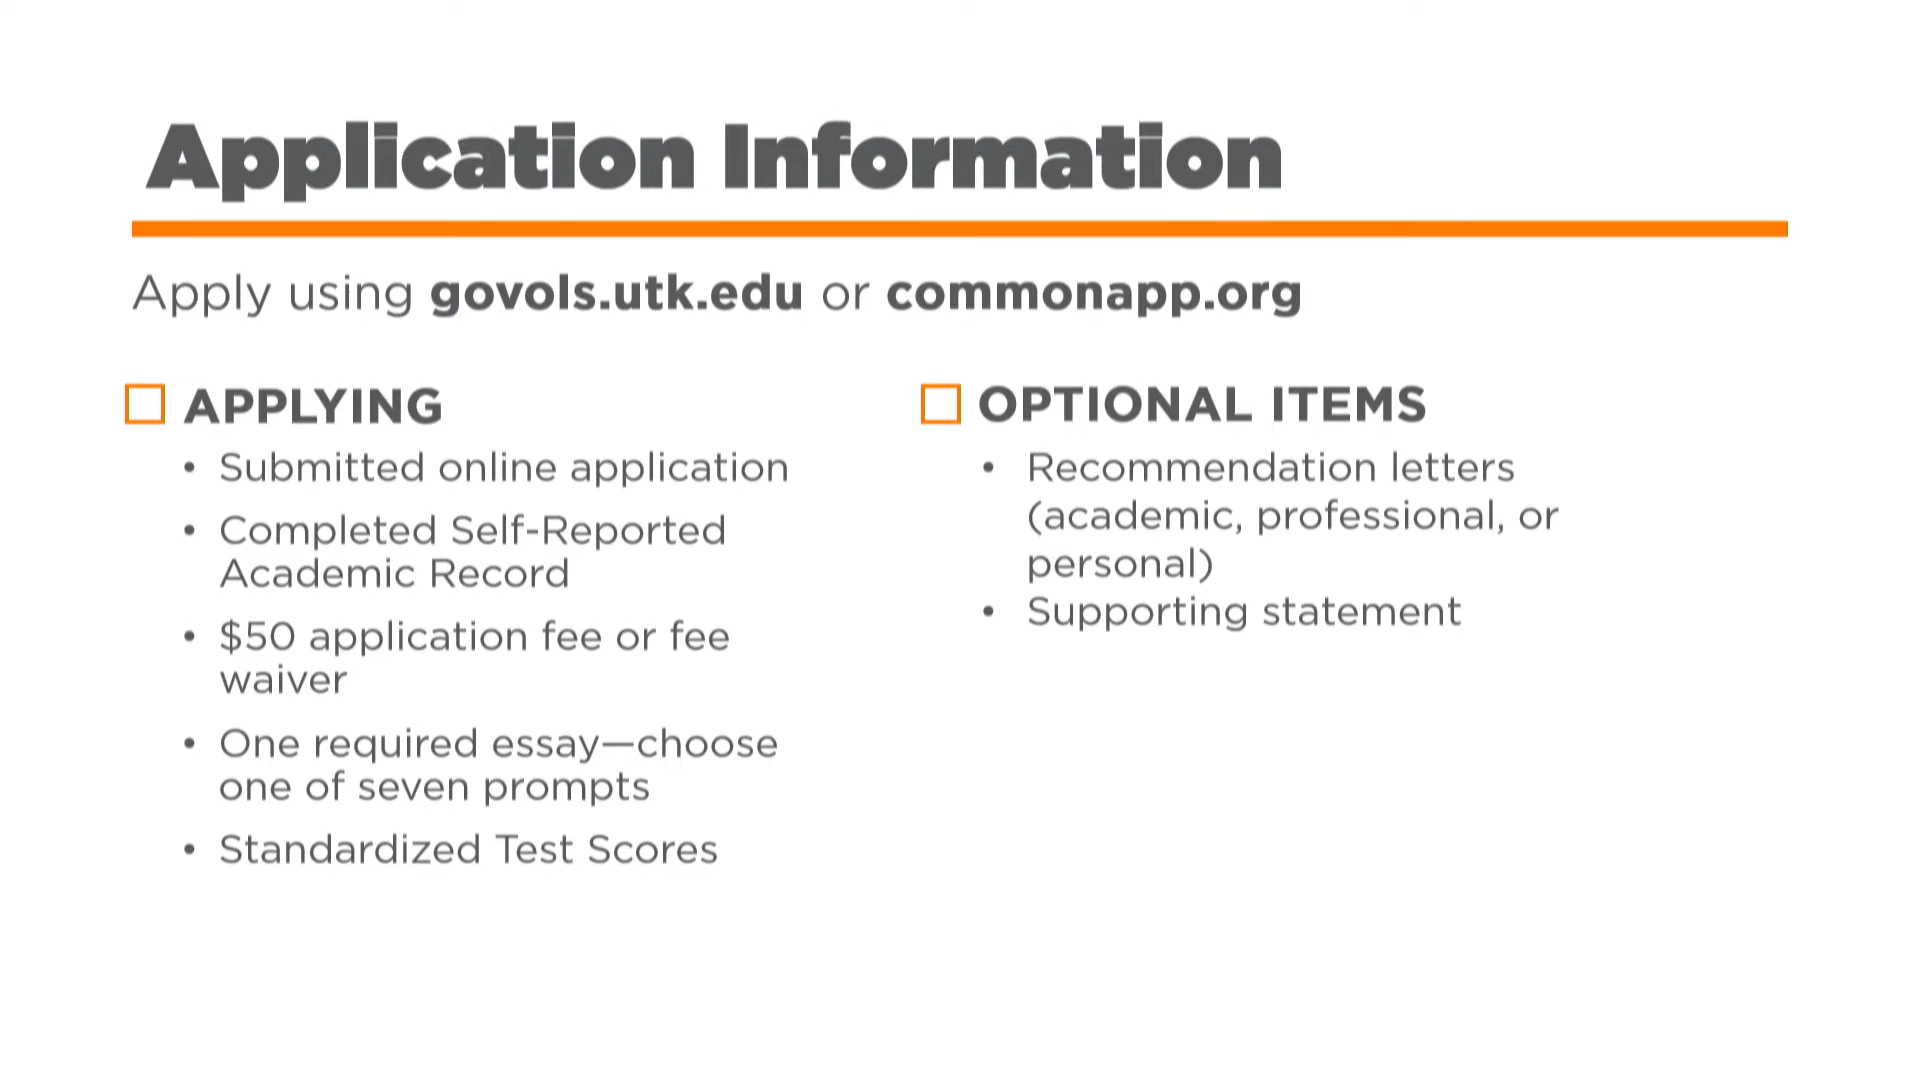 Application Information
Apply using govols.utk.edu or commonapp.org
APPLYING
• Submitted online application
• Completed Self-Reported
Academic Record
• $50 application fee or fee
waiver
• One required essay—choose
one of seven prompts
• Standardized Test Scores
OPTIONAL ITEMS
• Recommendation letters
(academic, professional, or
personal)
• Supporting statement